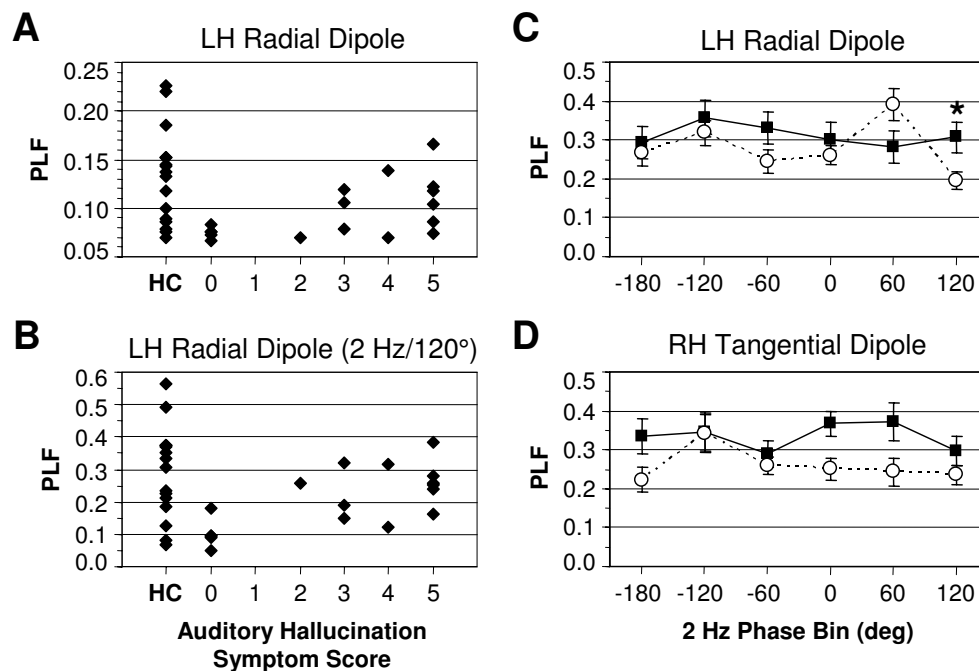 A
LH Radial Dipole
PLF
0.25
0.20
0.15
0.10
0.05
HC 0 1 2 3 4 5
B
LH Radial Dipole (2 Hz/120°)
PLF
0.6
0.5
0.4
0.3
0.2
0.1
0.0
HC 0 1 2 3 4 5
Auditory Hallucination
Symptom Score
C
LH Radial Dipole
PLF
0.5
0.4
0.3
0.2
0.1
0.0
*
-180 -120 -60 0 60 120
D
RH Tangential Dipole
PLF
0.5
0.4
0.3
0.2
0.1
0.0
-180 -120 -60 0 60 120
2 Hz Phase Bin (deg)